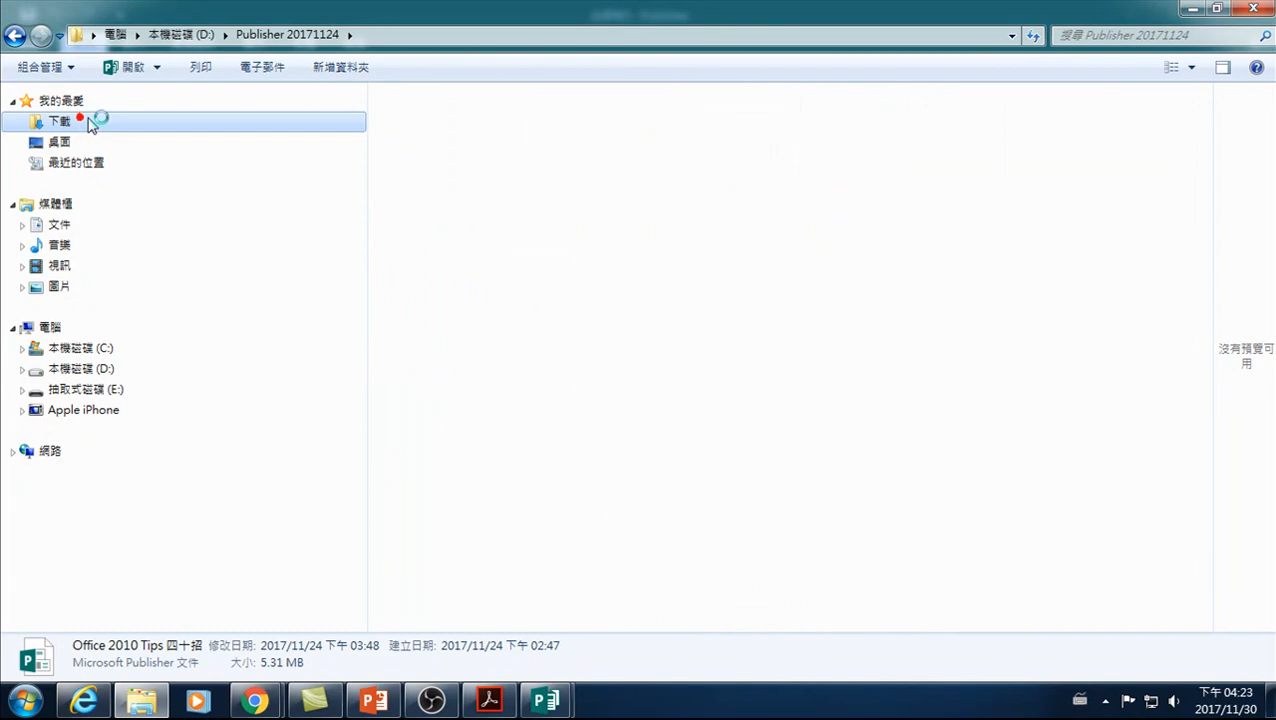 電腦 本機磁碟 (D:) Publisher 20171124
搜尋 Publisher 20171124
組合管理 開啟 列印 電子郵件 新增資料夾
我的最愛
下載
桌面
最近的位置
媒體櫃
文件
音樂
視訊
圖片
電腦
本機磁碟 (C:)
本機磁碟 (D:)
抽取式磁碟 (E:)
Apple iPhone
網路
沒有預覽可
用
Office 2010 Tips 四十招 修改日期: 2017/11/24 下午 03:48 建立日期: 2017/11/24 下午 02:47
Microsoft Publisher 文件 大小: 5.31 MB
下午 04:23
2017/11/30